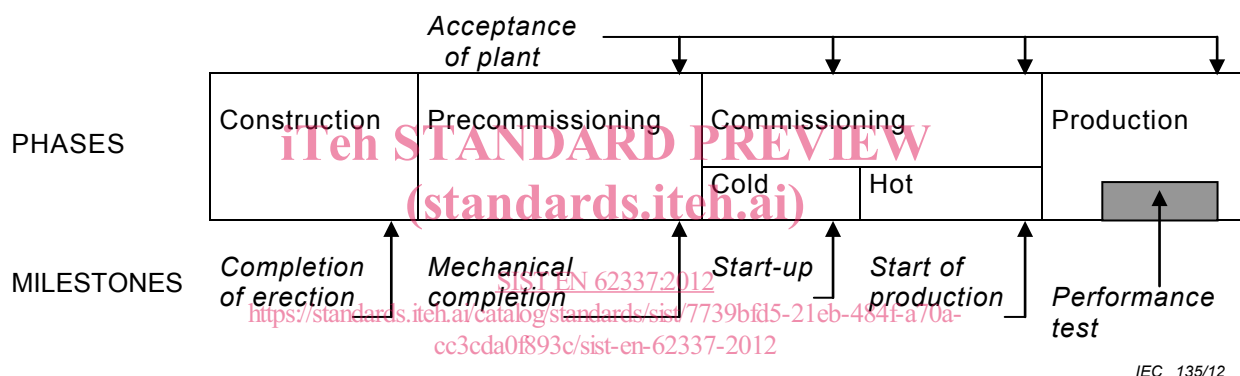 Acceptance
of plant
PHASES
Construction
Precommissioning
Commissioning
Production
iTeh STANDARD PREVIEW
Cold
Hot
(standards.iteh.ai)
MILESTONES
Completion
of erection
Mechanical
completion
Start-up
Start of
production
Performance
test
SIST EN 62337:2012
https://standards.iteh.ai/catalog/standards/sist/7739bfd5-21eb-484f-a70a-
cc3cda0f893c/sist-en-62337-2012
IEC 135/12